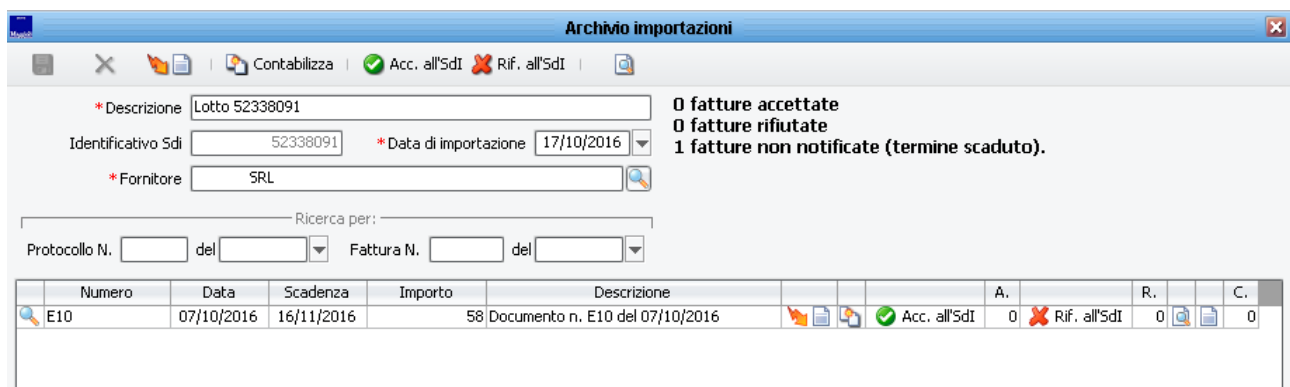 Archivio importazioni
Contabilizza Acc. all'SdI Rif. all'SdI
*Descrizione Lotto 52338091
0 fatture accettate
0 fatture rifiutate
1 fatture non notificate (termine scaduto).
Identificativo Sdi 52338091 *Data di importazione 17/10/2016
*Fornitore SRL
Ricerca per:
Protocollo N. del Fattura N. del
Numero Data Scadenza Importo Descrizione A. R. C.
E10 07/10/2016 16/11/2016 58 Documento n. E10 del 07/10/2016 Acc. all'SdI 0 Rif. all'SdI 0 0